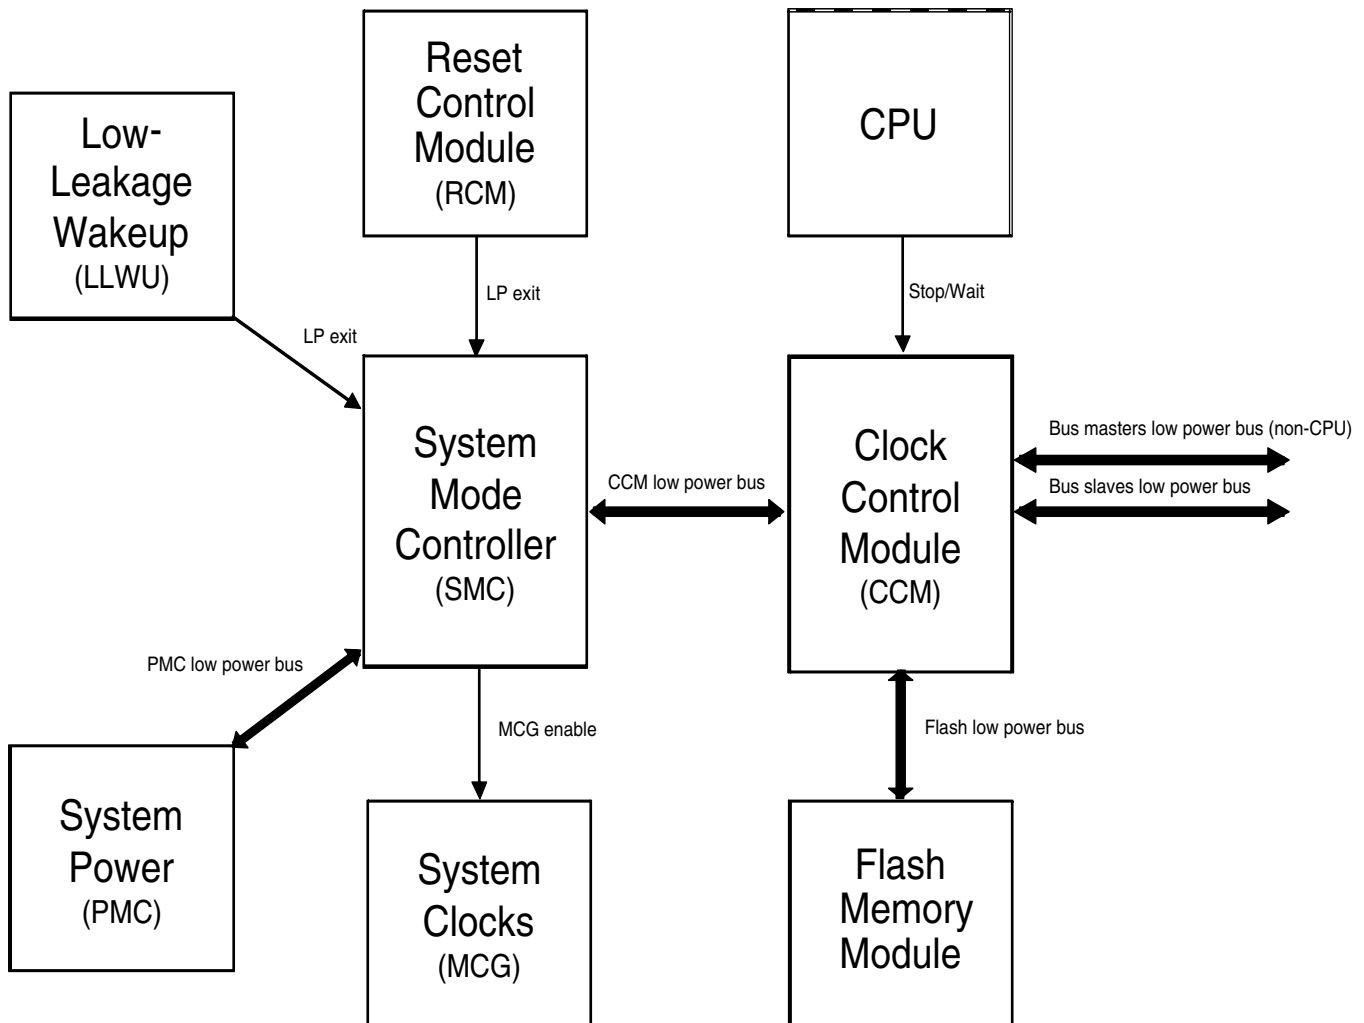 Reset
Control
Module
(RCM)
CPU
Low-
Leakage
Wakeup
(LLWU)
LP exit
Stop/Wait
LP exit
System
Mode
Controller
(SMC)
CCM low power bus
Clock
Control
Module
(CCM)
Bus masters low power bus (non-CPU)
Bus slaves low power bus
PMC low power bus
MCG enable
Flash low power bus
System
Power
(PMC)
System
Clocks
(MCG)
Flash
Memory
Module